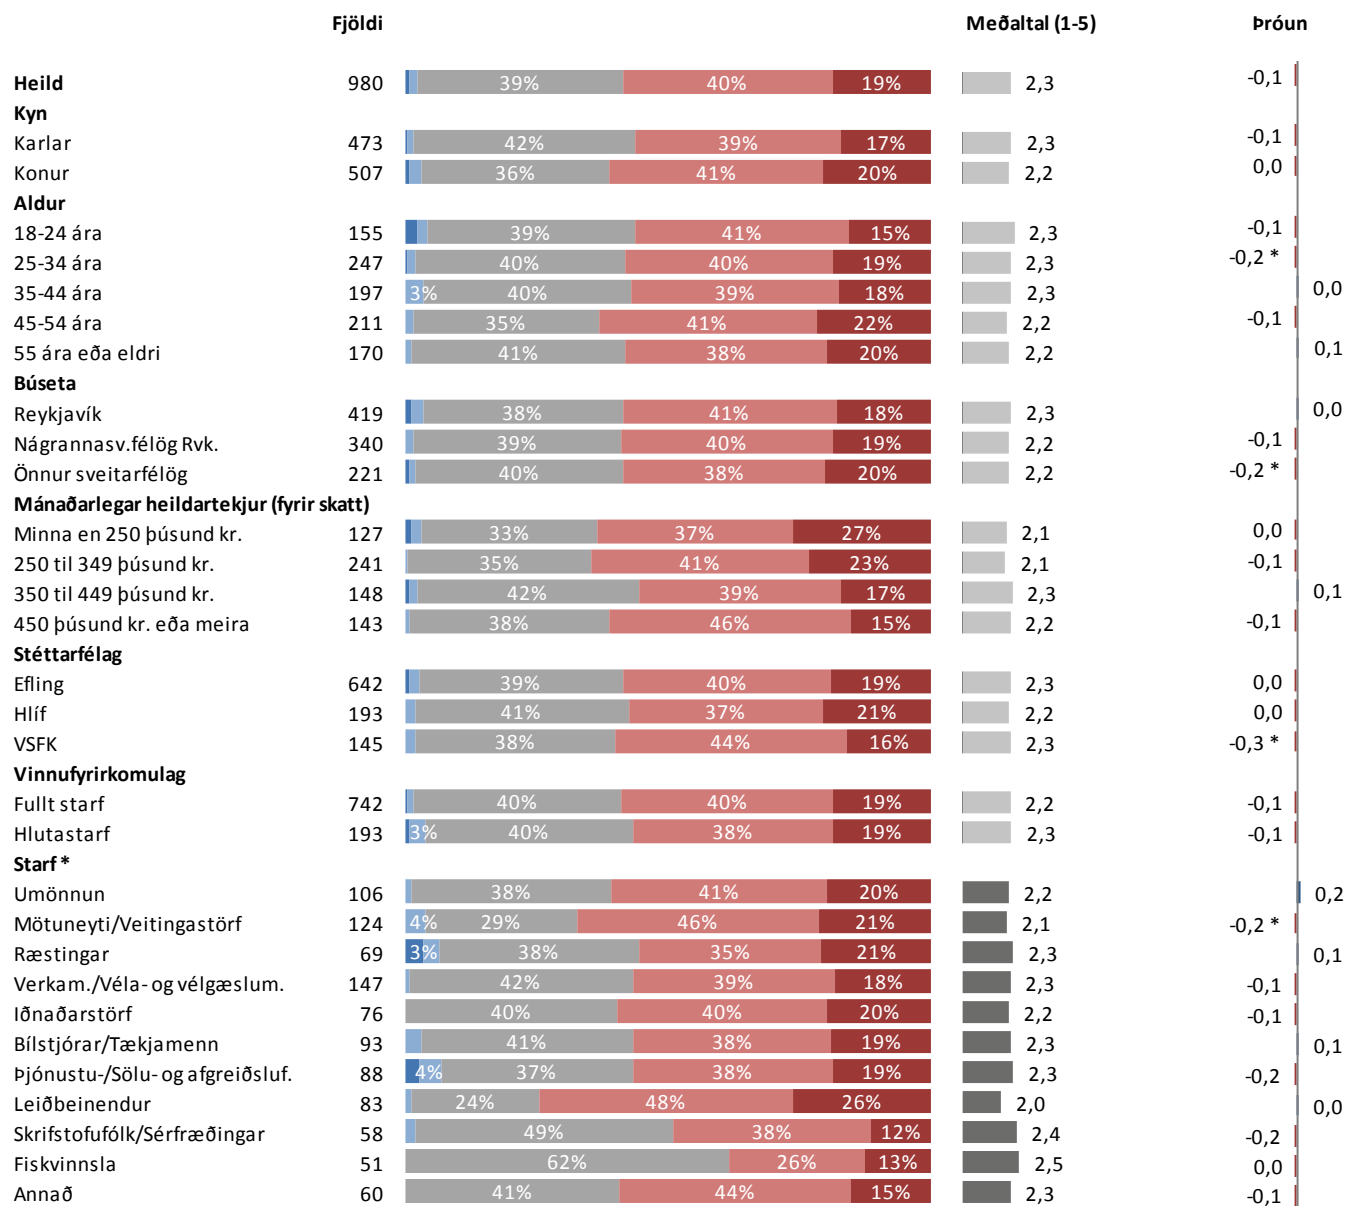 Fjöldi Meðaltal (1-5) Þróun
Heild 980 39% 40% 19% 2,3 -0,1
Kyn
Karlar 473 42% 39% 17% 2,3 -0,1
Konur 507 36% 41% 20% 2,2 0,0
Aldur
18-24 ára 155 39% 41% 15% 2,3 -0,1
25-34 ára 247 40% 40% 19% 2,3 -0,2 *
35-44 ára 197 3% 40% 39% 18% 2,3 0,0
45-54 ára 211 35% 41% 22% 2,2 -0,1
55 ára eða eldri 170 41% 38% 20% 2,2 0,1
Búseta
Reykjavík 419 38% 41% 18% 2,3 0,0
Nágrannasv.félög Rvk. 340 39% 40% 19% 2,2 -0,1
Önnur sveitarfélög 221 40% 38% 20% 2,2 -0,2 *
Mánaðarlegar heildartekjur (fyrir skatt)
Minna en 250 þúsund kr. 127 33% 37% 27% 2,1 0,0
250 til 349 þúsund kr. 241 35% 41% 23% 2,1 -0,1
350 til 449 þúsund kr. 148 42% 39% 17% 2,3 0,1
450 þúsund kr. eða meira 143 38% 46% 15% 2,2 -0,1
Stéttarfélag
Efling 642 39% 40% 19% 2,3 0,0
Hlíf 193 41% 37% 21% 2,2 0,0
VSFK 145 38% 44% 16% 2,3 -0,3 *
Vinnufyrirkomulag
Fullt starf 742 40% 40% 19% 2,2 -0,1
Hlutastarf 193 3% 40% 38% 19% 2,3 -0,1
Starf *
Umönnun 106 38% 41% 20% 2,2 0,2
Mötuneyti/Veitingastörf 124 4% 29% 46% 21% 2,1 -0,2 *
Ræstingar 69 3% 38% 35% 21% 2,3 0,1
Verkam./Véla- og vélgæslum. 147 42% 39% 18% 2,3 -0,1
Iðnaðarstörf 76 40% 40% 20% 2,2 -0,1
Bílstjórar/Tækjamenn 93 41% 38% 19% 2,3 0,1
Þjónustu-/Sölu- og afgreiðsluf. 88 4% 37% 38% 19% 2,3 -0,2
Leiðbeinendur 83 24% 48% 26% 2,0 0,0
Skrifstofufólk/Sérfræðingar 58 49% 38% 12% 2,4 -0,2
Fiskvinnsla 51 62% 26% 13% 2,5 0,0
Annað 60 41% 44% 15% 2,3 -0,1